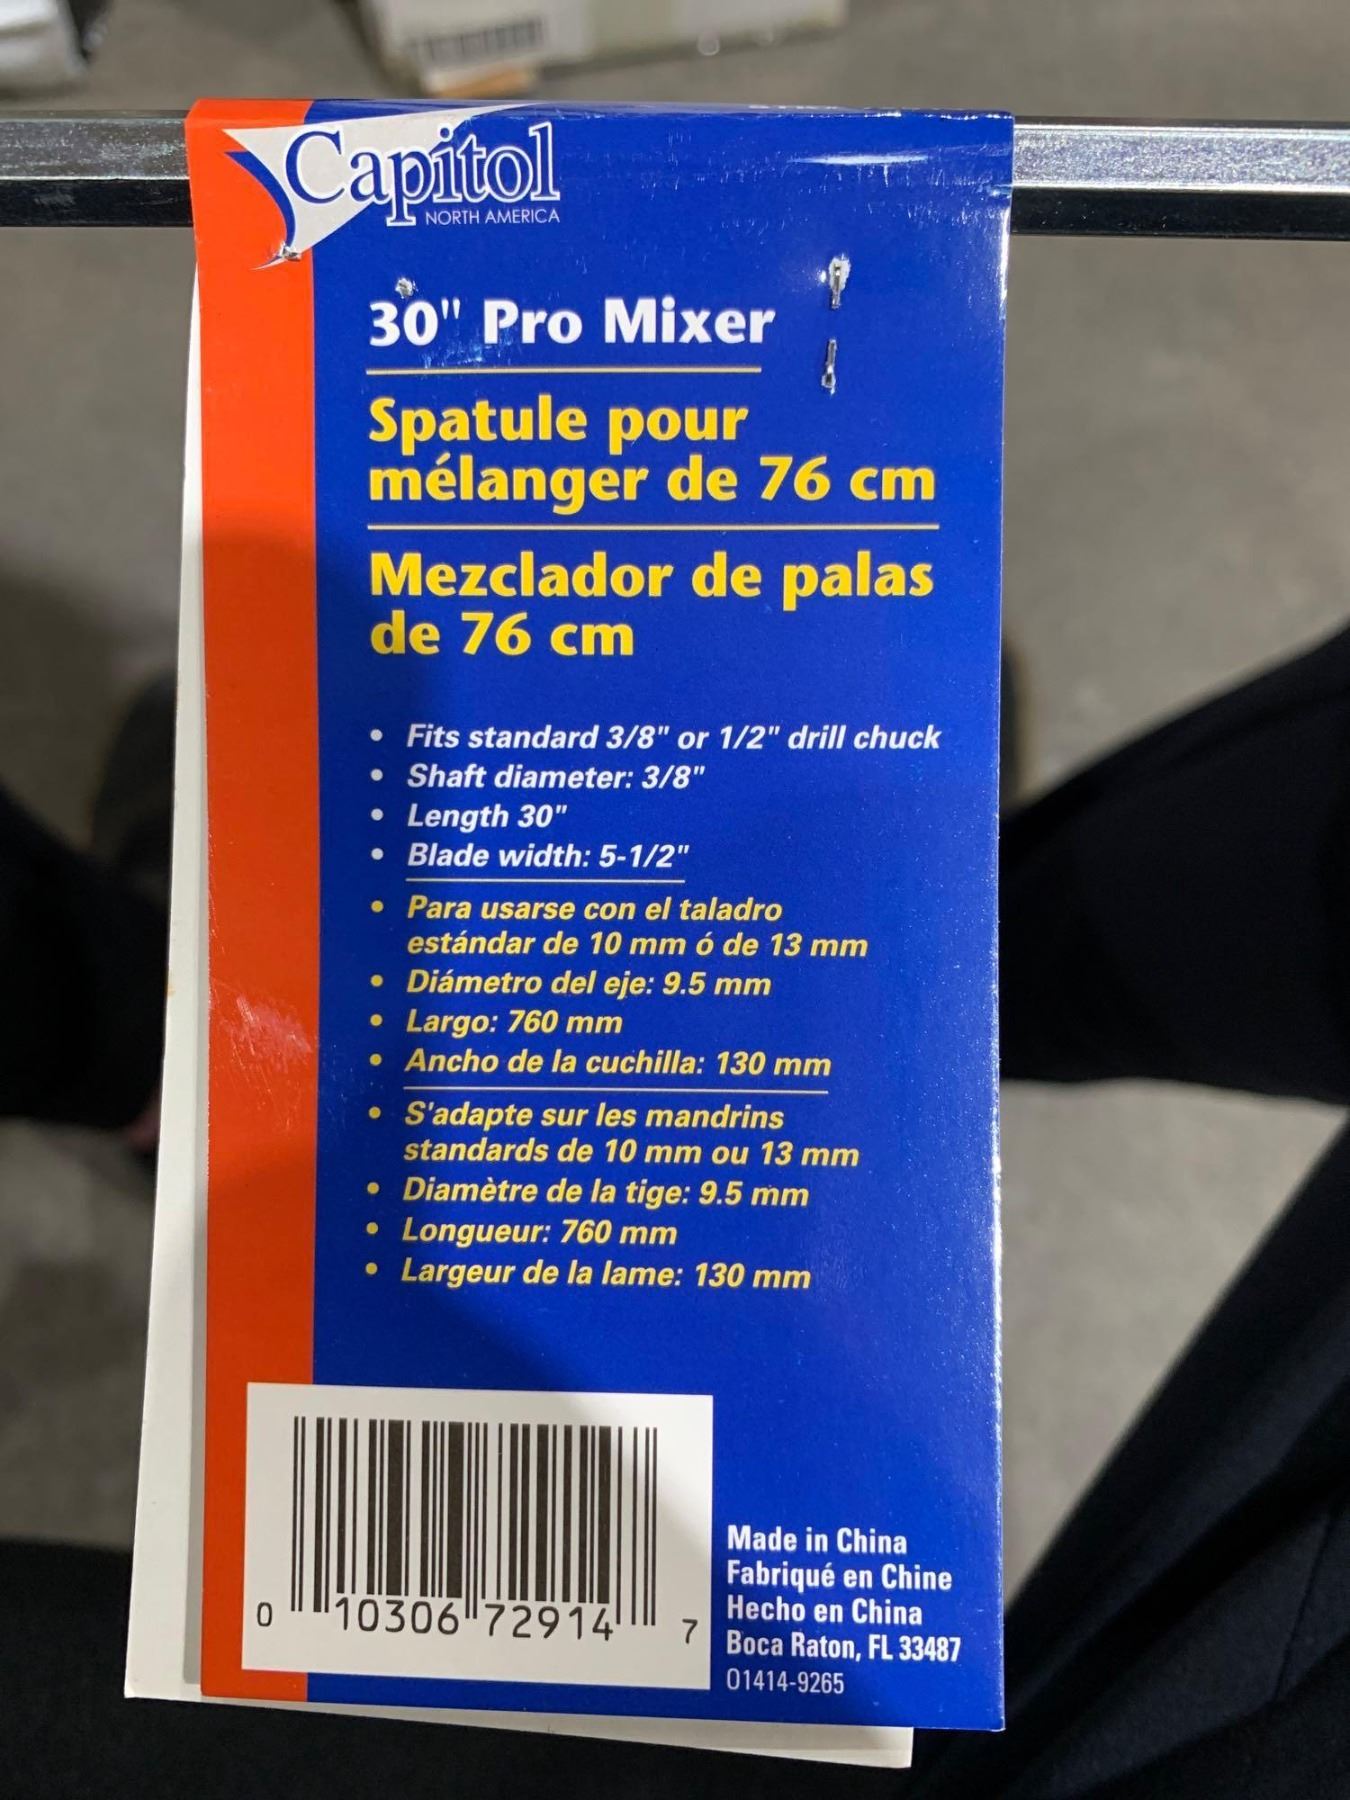 Capitol
NORTH AMERICA
30" Pro Mixer
Spatule pour
mélanger de 76 cm
Mezclador de palas
de 76 cm
• Fits standard 3/8" or 1/2" drill chuck
• Shaft diameter: 3/8"
• Length 30"
• Blade width: 5-1/2"
• Para usarse con el taladro
estándar de 10 mm ó de 13 mm
• Diámetro del eje: 9.5 mm
• Largo: 760 mm
• Ancho de la cuchilla: 130 mm
• S'adapte sur les mandrins
standards de 10 mm ou 13 mm
• Diamètre de la tige: 9.5 mm
• Longueur: 760 mm
• Largeur de la lame: 130 mm
0 10306 72914 7
Made in China
Fabriqué en Chine
Hecho en China
Boca Raton, FL 33487
01414-9265